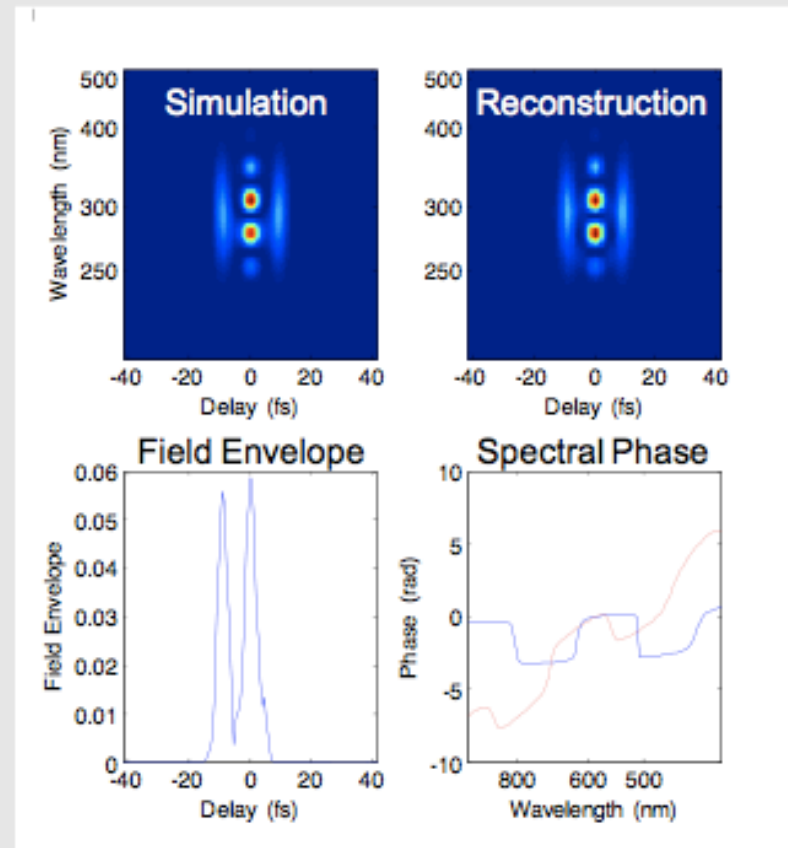 Simulation
500
400
300
250
Wavelength (nm)
-40 -20 0 20 40
Delay (fs)
Reconstruction
500
400
300
250
-40 -20 0 20 40
Delay (fs)
Field Envelope
0.06
0.05
0.04
0.03
0.02
0.01
0
Field Envelope
-40 -20 0 20 40
Delay (fs)
Spectral Phase
10
5
0
-5
-10
Phase (rad)
800 600 500
Wavelength (nm)